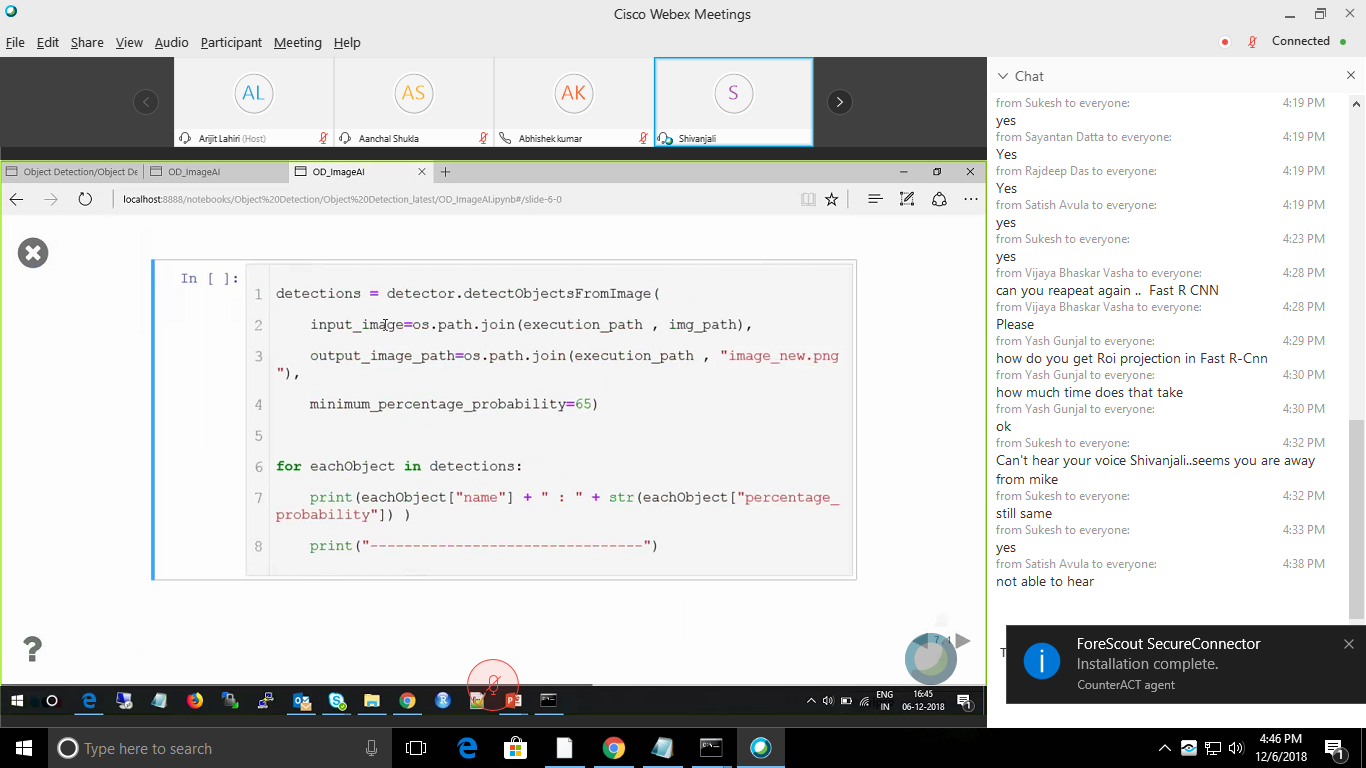 Cisco Webex Meetings
File Edit Share View Audio Participant Meeting Help
Connected
AL
AS
AK
S
Arijit Lahiri (Host)
Aanchal Shukla
Abhishek kumar
Shivanjali
Object Detection/Object De
OD_ImageAI
OD_ImageAI
localhost:8888/notebooks/Object%20Detection/Object%20Detection_latest/OD_ImageAI.ipynb#/slide-6-0
In [ ]:
1 detections = detector.detectObjectsFromImage(
2 input_image=os.path.join(execution_path , img_path),
3 output_image_path=os.path.join(execution_path , "image_new.png
"),
4 minimum_percentage_probability=65)
5
6 for eachObject in detections:
7 print(eachObject["name"] + " : " + str(eachObject["percentage_
probability"]) )
8 print("--------------------------------")
?
ENG
IN
16:45
06-12-2018
1
Chat
from Sukesh to everyone: 4:19 PM
yes
from Sayantan Datta to everyone: 4:19 PM
Yes
from Rajdeep Das to everyone: 4:19 PM
Yes
from Satish Avula to everyone: 4:19 PM
yes
from Sukesh to everyone: 4:23 PM
yes
from Vijaya Bhaskar Vasha to everyone: 4:28 PM
can you reapeat again .. Fast R CNN
from Vijaya Bhaskar Vasha to everyone: 4:28 PM
Please
from Yash Gunjal to everyone: 4:29 PM
how do you get Roi projection in Fast R-Cnn
from Yash Gunjal to everyone: 4:30 PM
how much time does that take
from Yash Gunjal to everyone: 4:30 PM
ok
from Sukesh to everyone: 4:32 PM
Can't hear your voice Shivanjali..seems you are away
from mike
from Sukesh to everyone: 4:32 PM
still same
from Sukesh to everyone: 4:33 PM
yes
from Satish Avula to everyone: 4:38 PM
not able to hear
ForeScout SecureConnector
Installation complete.
CounterACT agent
Type here to search
4:46 PM
12/6/2018
1